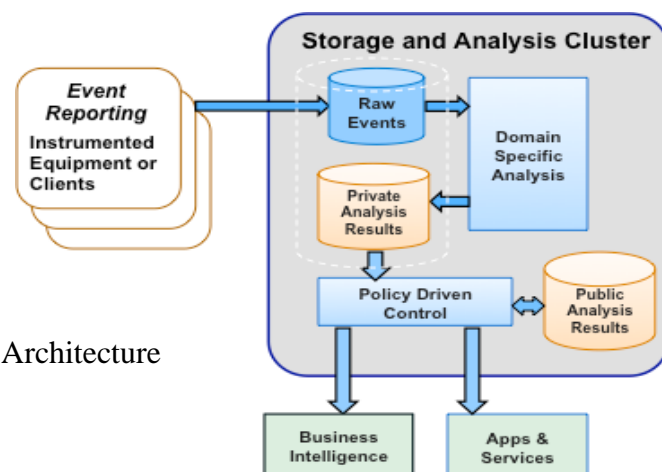 Storage and Analysis Cluster
Event
Reporting
Instrumented
Equipment or
Clients
Raw
Events
Domain
Specific
Analysis
Private
Analysis
Results
Policy Driven
Control
Public
Analysis
Results
Architecture
Business
Intelligence
Apps &
Services